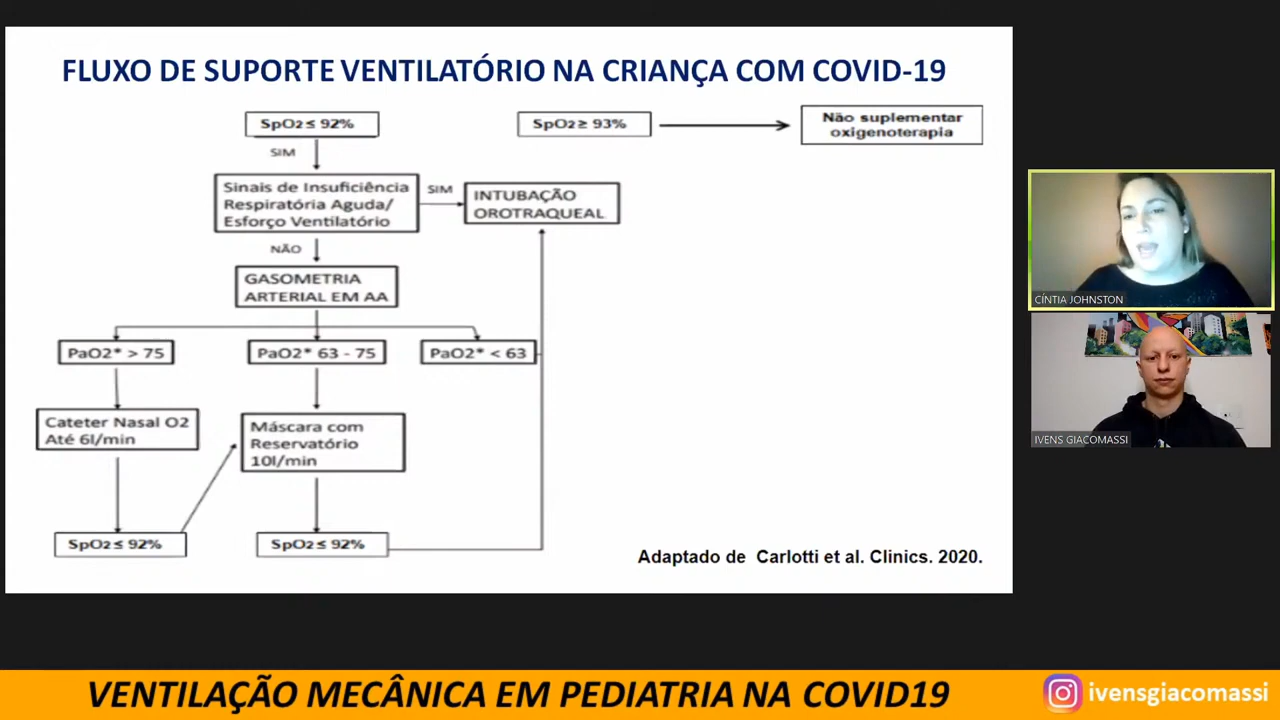 FLUXO DE SUPORTE VENTILATÓRIO NA CRIANÇA COM COVID-19
SpO2 ≤ 92%
SpO2 ≥ 93%
Não suplementar
oxigenoterapia
SIM
Sinais de Insuficiência
Respiratória Aguda/
Esforço Ventilatório
SIM
INTUBAÇÃO
OROTRAQUEAL
NÃO
GASOMETRIA
ARTERIAL EM AA
PaO2* > 75
PaO2* 63 - 75
PaO2* < 63
Cateter Nasal O2
Até 6l/min
Máscara com
Reservatório
10l/min
SpO2 ≤ 92%
SpO2 ≤ 92%
Adaptado de Carlotti et al. Clinics. 2020.
CÍNTIA JOHNSTON
IVENS GIACOMASSI
VENTILAÇÃO MECÂNICA EM PEDIATRIA NA COVID19
ivensgiacomassi